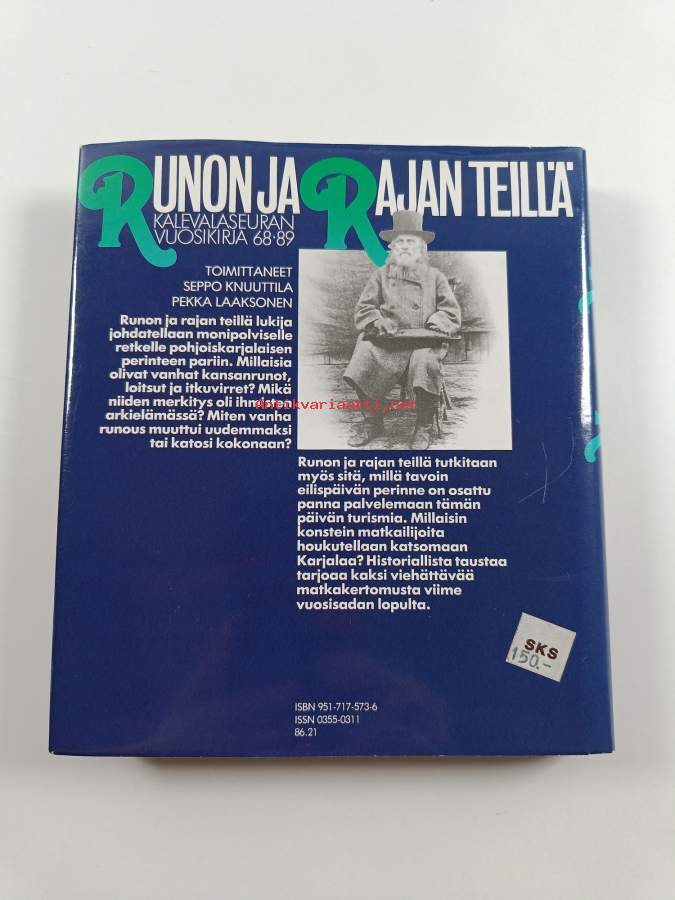 RUNON JA RAJAN TEILLÄ
KALEVALASEURAN
VUOSIKIRJA 68·89
TOIMITTANEET
SEPPO KNUUTTILA
PEKKA LAAKSONEN
Runon ja rajan teillä lukija
johdatellaan monipolviselle
retkelle pohjoiskarjalaisen
perinteen pariin. Millaisia
olivat vanhat kansanrunot,
loitsut ja itkuvirret? Mikä
niiden merkitys oli ihmisten
arkielämässä? Miten vanha
runous muuttui uudemmaksi
tai katosi kokonaan?
Antikvariaatti.net
Runon ja rajan teillä tutkitaan
myös sitä, millä tavoin
eilispäivän perinne on osattu
panna palvelemaan tämän
päivän turismia. Millaisin
konstein matkailijoita
houkutellaan katsomaan
Karjalaa? Historiallista taustaa
tarjoaa kaksi viehättävää
matkakertomusta viime
vuosisadan lopulta.
SKS
150.-
ISBN 951-717-573-6
ISSN 0355-0311
86.21